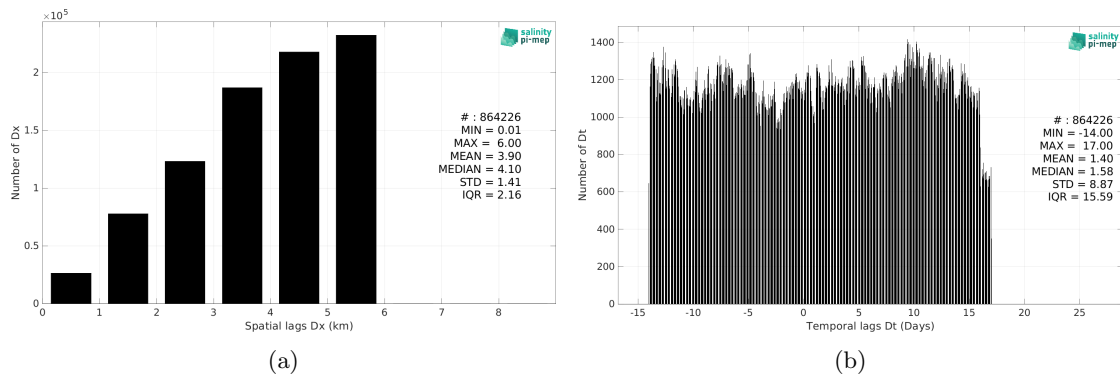 ×10⁵
salinity
pi-mep
2
1.5
1
0.5
0
Number of Dx
# : 864226
MIN = 0.01
MAX = 6.00
MEAN = 3.90
MEDIAN = 4.10
STD = 1.41
IQR = 2.16
0 1 2 3 4 5 6 7 8
Spatial lags Dx (km)
(a)
salinity
pi-mep
1400
1200
1000
800
600
400
200
0
Number of Dt
# : 864226
MIN = -14.00
MAX = 17.00
MEAN = 1.40
MEDIAN = 1.58
STD = 8.87
IQR = 15.59
-15 -10 -5 0 5 10 15 20 25
Temporal lags Dt (Days)
(b)